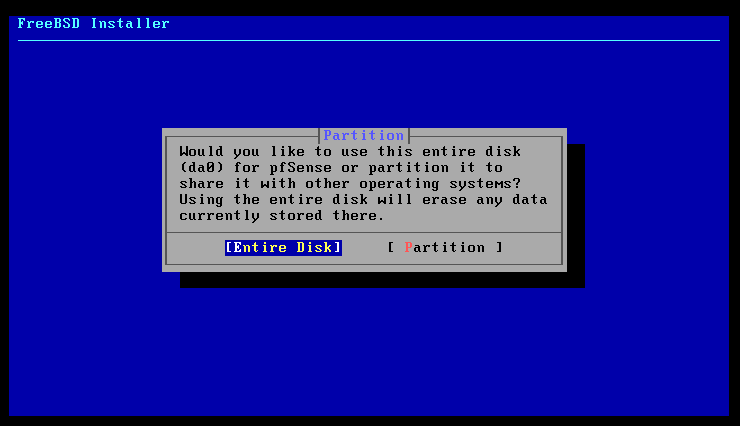 FreeBSD Installer
Partition
Would you like to use this entire disk
(da0) for pfSense or partition it to
share it with other operating systems?
Using the entire disk will erase any data
currently stored there.
[Entire Disk] [ Partition ]